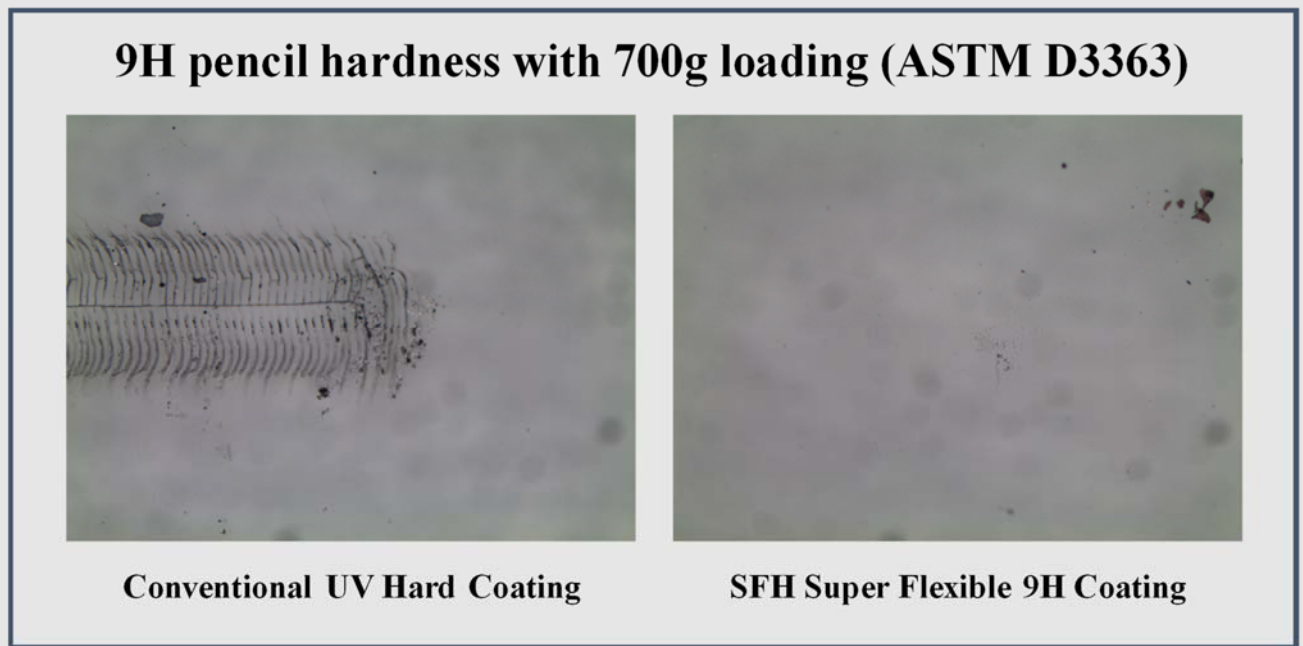 9H pencil hardness with 700g loading (ASTM D3363)
Conventional UV Hard Coating
SFH Super Flexible 9H Coating